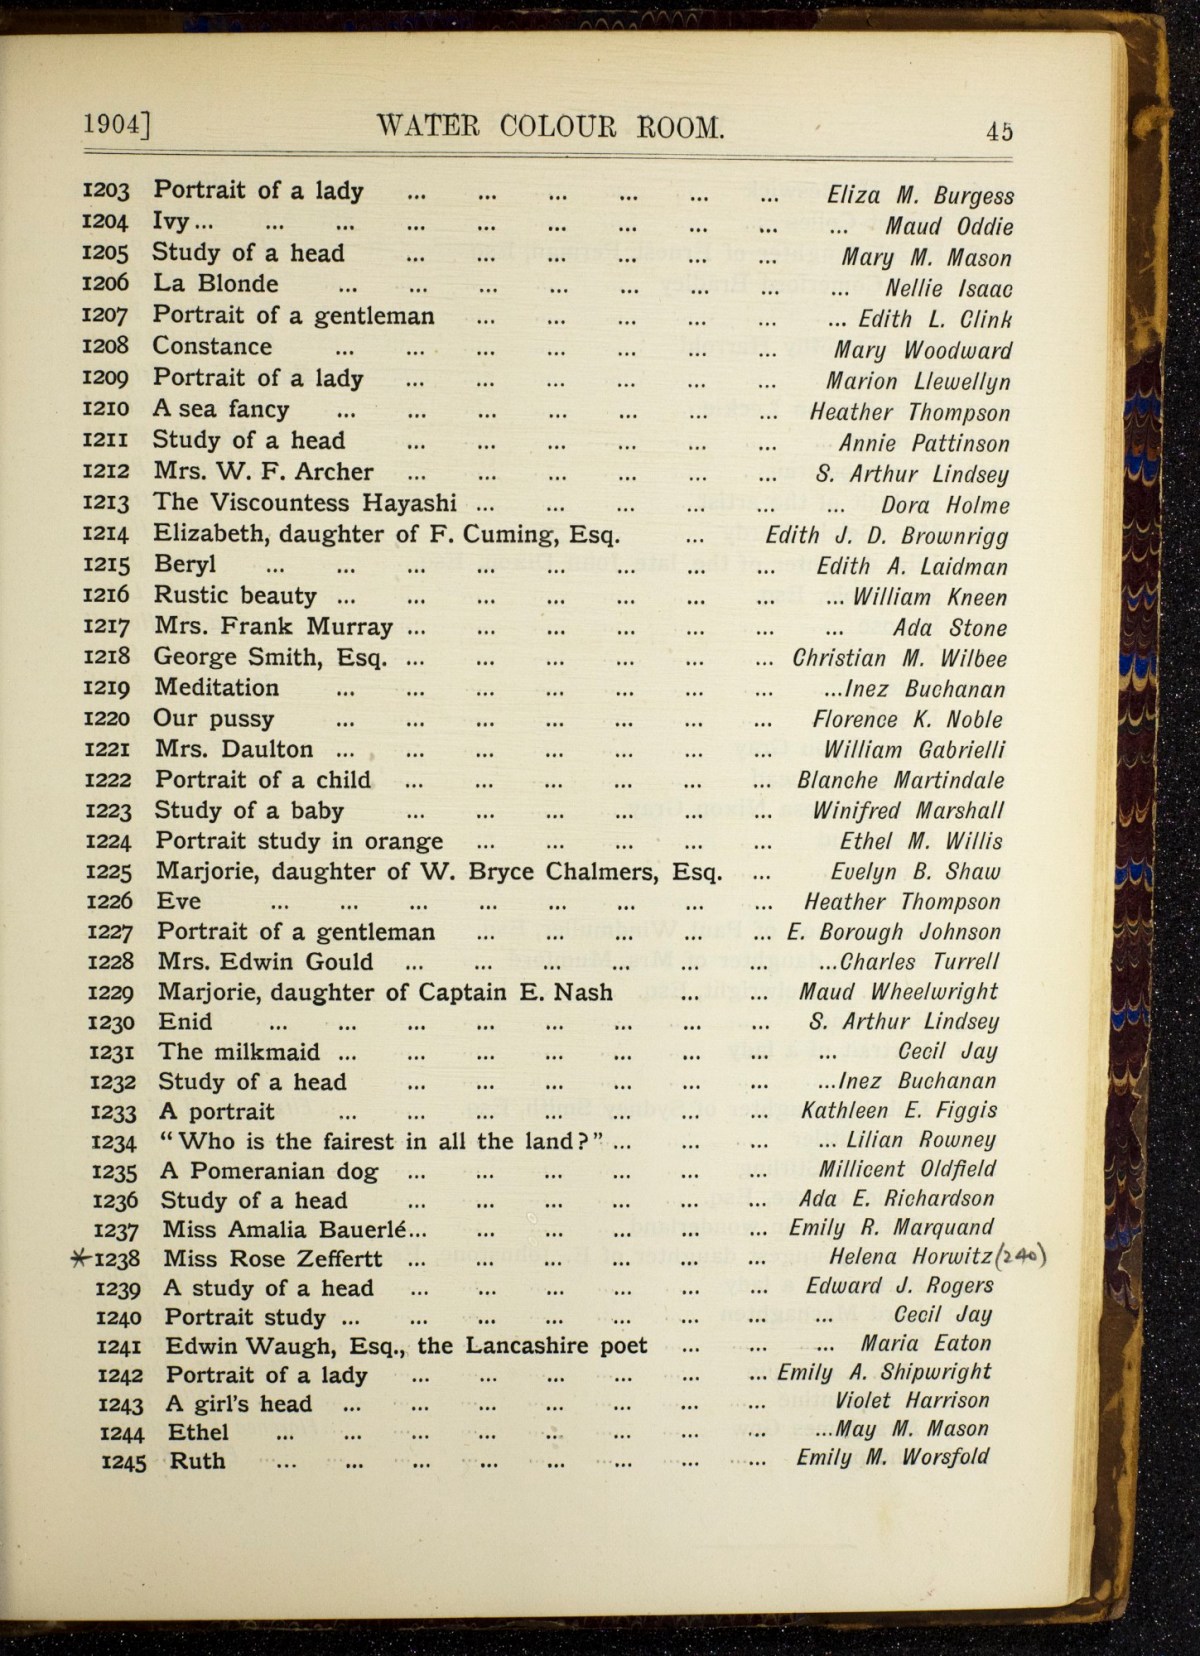 1904] WATER COLOUR ROOM. 45
1203 Portrait of a lady ... ... ... ... ... ... Eliza M. Burgess
1204 Ivy... ... ... ... ... ... ... ... ... ... Maud Oddie
1205 Study of a head ... ... ... ... ... ... Mary M. Mason
1206 La Blonde ... ... ... ... ... ... ... ... Nellie Isaac
1207 Portrait of a gentleman ... ... ... ... ... ... Edith L. Clink
1208 Constance ... ... ... ... ... ... ... Mary Woodward
1209 Portrait of a lady ... ... ... ... ... ... Marion Llewellyn
1210 A sea fancy ... ... ... ... ... ... ... Heather Thompson
1211 Study of a head ... ... ... ... ... ... Annie Pattinson
1212 Mrs. W. F. Archer ... ... ... ... ... ... S. Arthur Lindsey
1213 The Viscountess Hayashi ... ... ... ... ... ... Dora Holme
1214 Elizabeth, daughter of F. Cuming, Esq. ... Edith J. D. Brownrigg
1215 Beryl ... ... ... ... ... ... ... ... Edith A. Laidman
1216 Rustic beauty ... ... ... ... ... ... ... ... William Kneen
1217 Mrs. Frank Murray ... ... ... ... ... ... ... Ada Stone
1218 George Smith, Esq. ... ... ... ... ... ... Christian M. Wilbee
1219 Meditation ... ... ... ... ... ... ... ...Inez Buchanan
1220 Our pussy ... ... ... ... ... ... ... Florence K. Noble
1221 Mrs. Daulton ... ... ... ... ... ... ... William Gabrielli
1222 Portrait of a child ... ... ... ... ... ... Blanche Martindale
1223 Study of a baby ... ... ... ... ... ... Winifred Marshall
1224 Portrait study in orange ... ... ... ... ... Ethel M. Willis
1225 Marjorie, daughter of W. Bryce Chalmers, Esq. ... Evelyn B. Shaw
1226 Eve ... ... ... ... ... ... ... ... Heather Thompson
1227 Portrait of a gentleman ... ... ... ... ... E. Borough Johnson
1228 Mrs. Edwin Gould ... ... ... ... ... ... ...Charles Turrell
1229 Marjorie, daughter of Captain E. Nash ... ... Maud Wheelwright
1230 Enid ... ... ... ... ... ... ... ... S. Arthur Lindsey
1231 The milkmaid ... ... ... ... ... ... ... ... Cecil Jay
1232 Study of a head ... ... ... ... ... ... ...Inez Buchanan
1233 A portrait ... ... ... ... ... ... ... Kathleen E. Figgis
1234 "Who is the fairest in all the land?"... ... ... ... Lilian Rowney
1235 A Pomeranian dog ... ... ... ... ... ... Millicent Oldfield
1236 Study of a head ... ... ... ... ... ... Ada E. Richardson
1237 Miss Amalia Bauerlé... ... ... ... ... ... Emily R. Marquand
*1238 Miss Rose Zeffertt ... ... ... ... ... ... Helena Horwitz (240)
1239 A study of a head ... ... ... ... ... ... Edward J. Rogers
1240 Portrait study ... ... ... ... ... ... ... ... Cecil Jay
1241 Edwin Waugh, Esq., the Lancashire poet ... ... ... Maria Eaton
1242 Portrait of a lady ... ... ... ... ... ... Emily A. Shipwright
1243 A girl's head ... ... ... ... ... ... ... Violet Harrison
1244 Ethel ... ... ... ... ... ... ... ... ...May M. Mason
1245 Ruth ... ... ... ... ... ... ... ... Emily M. Worsfold